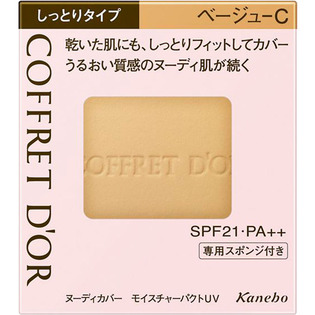 しっとりタイプ
ベージュ-C
乾いた肌にも、しっとりフィットしてカバー
うるおい質感のヌーディ肌が続く
COFFRET D'OR
COFFRET D'OR
SPF21・PA++
専用スポンジ付き
ヌーディカバー モイスチャーパクトUV
Kanebo